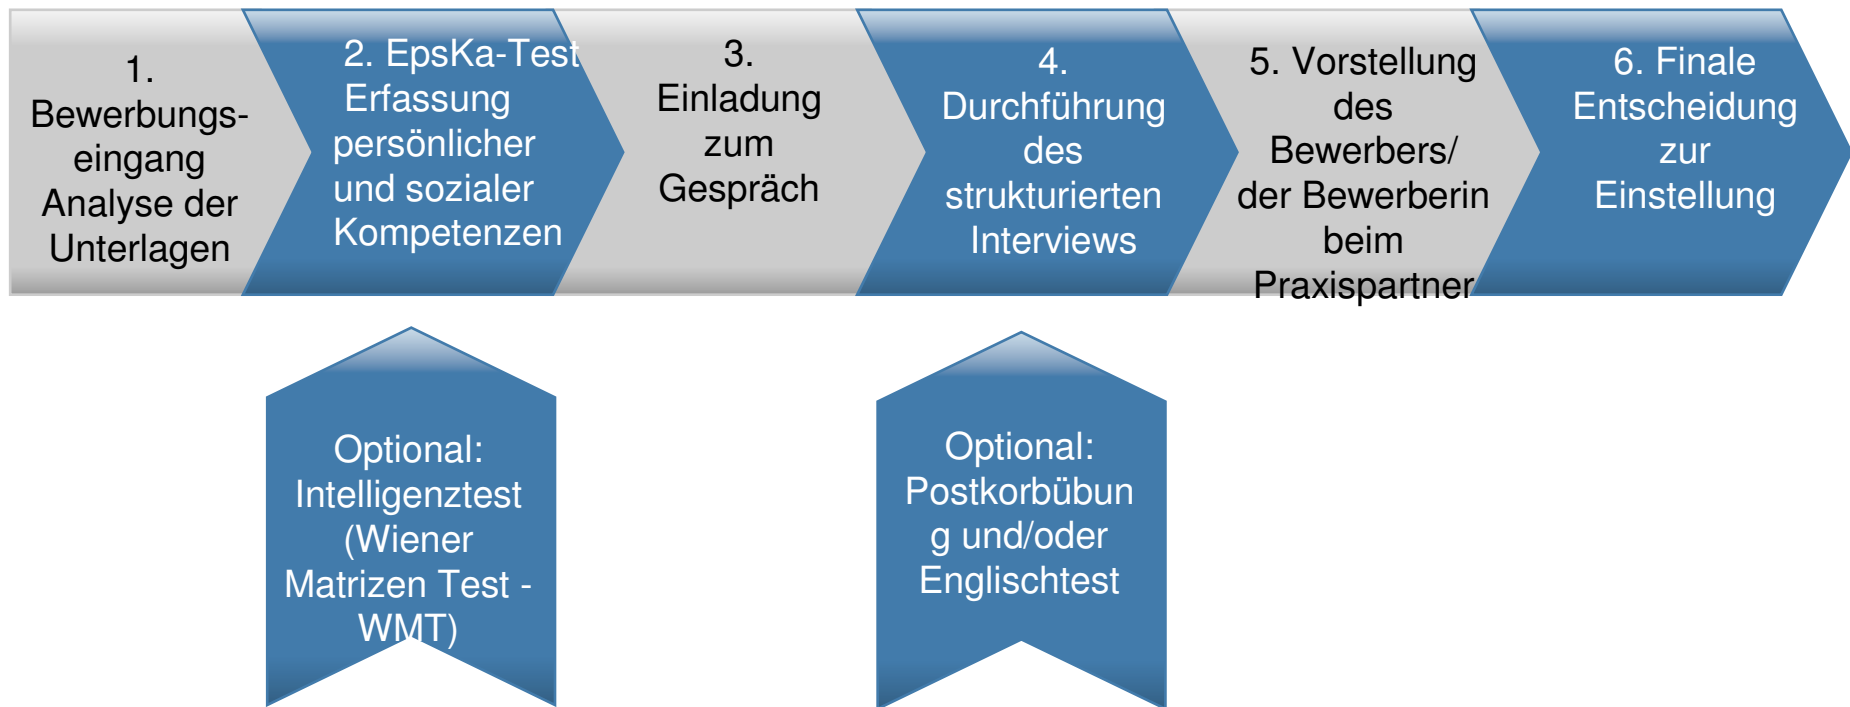 1.
Bewerbungs-
eingang
Analyse der
Unterlagen
2. EpsKa-Test
Erfassung
persönlicher
und sozialer
Kompetenzen
3.
Einladung
zum
Gespräch
4.
Durchführung
des
strukturierten
Interviews
5. Vorstellung
des
Bewerbers/
der Bewerberin
beim
Praxispartner
6. Finale
Entscheidung
zur
Einstellung
Optional:
Intelligenztest
(Wiener
Matrizen Test -
WMT)
Optional:
Postkorbübun
g und/oder
Englischtest